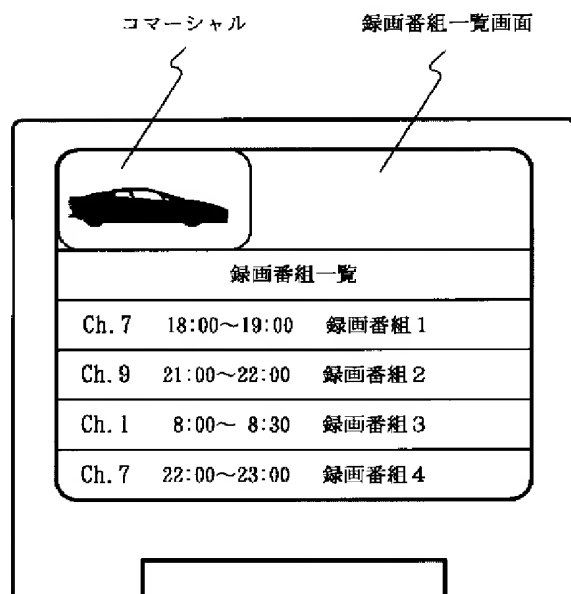 コマーシャル 録画番組一覧画面
録画番組一覧
Ch. 7 18:00～19:00 録画番組1
Ch. 9 21:00～22:00 録画番組2
Ch. 1 8:00～ 8:30 録画番組3
Ch. 7 22:00～23:00 録画番組4